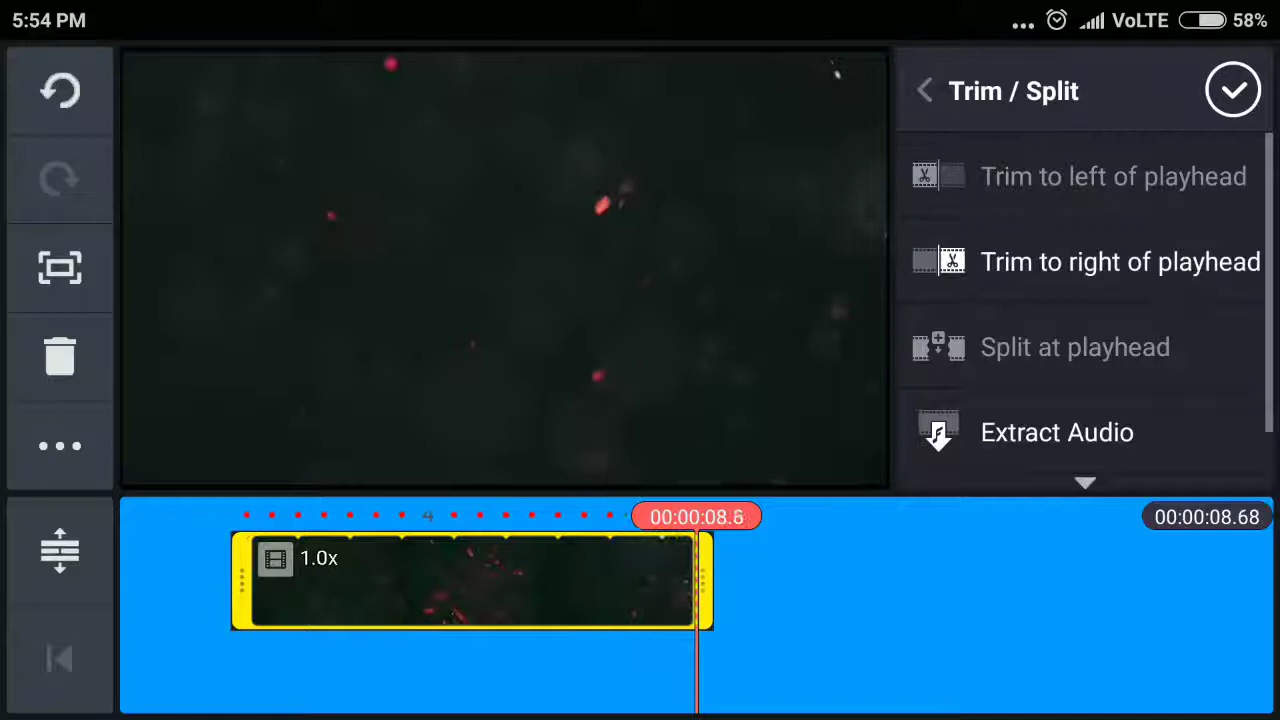 5:54 PM
VoLTE 58%
Trim / Split
Trim to left of playhead
Trim to right of playhead
Split at playhead
Extract Audio
4
00:00:08.6
00:00:08.68
1.0x